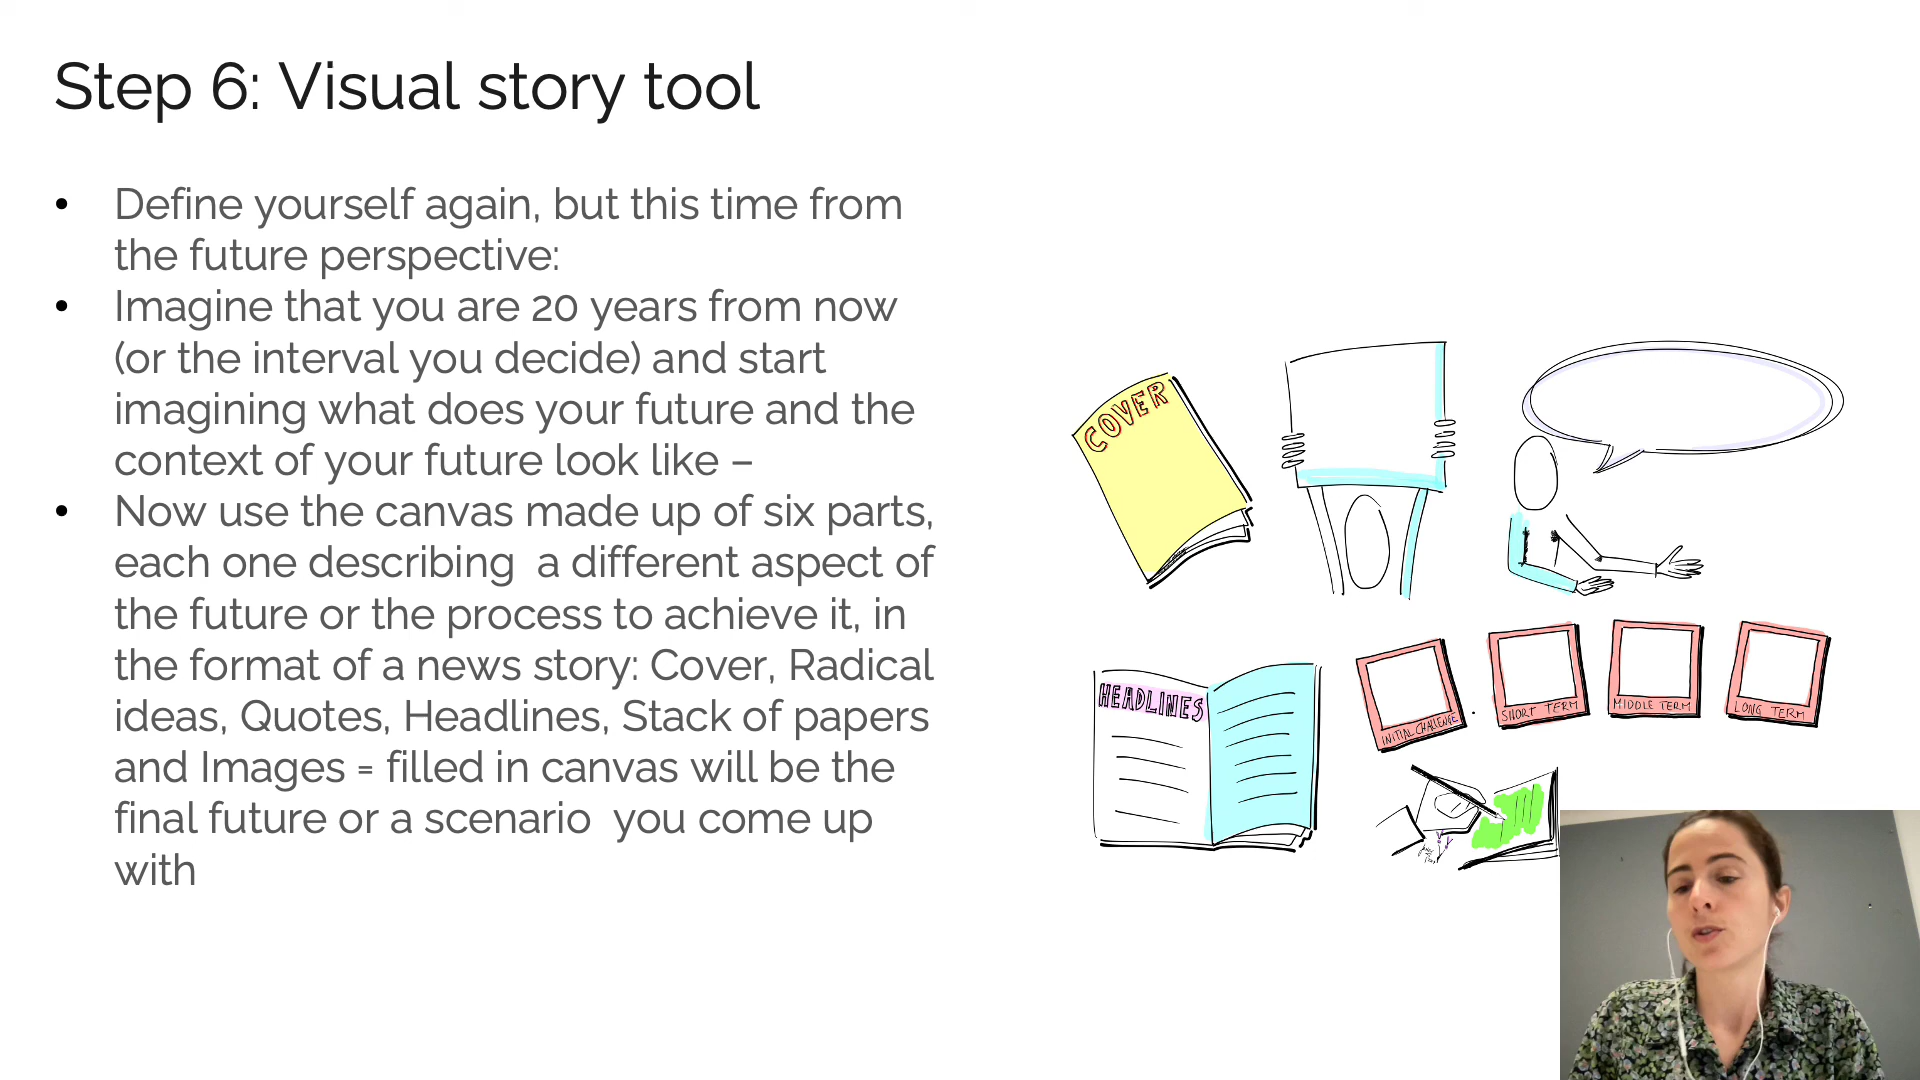 Step 6: Visual story tool
• Define yourself again, but this time from
the future perspective:
• Imagine that you are 20 years from now
(or the interval you decide) and start
imagining what does your future and the
context of your future look like –
• Now use the canvas made up of six parts,
each one describing  a different aspect of
the future or the process to achieve it, in
the format of a news story: Cover, Radical
ideas, Quotes, Headlines, Stack of papers
and Images = filled in canvas will be the
final future or a scenario  you come up
with
COVER
HEADLINES
INITIAL CHALLENGE
SHORT TERM
MIDDLE TERM
LONG TERM